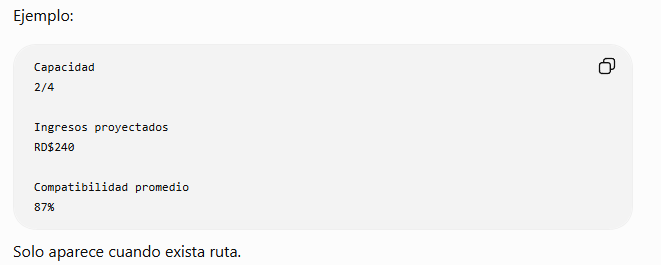 Ejemplo:
Capacidad
2/4
Ingresos proyectados
RD$240
Compatibilidad promedio
87%
Solo aparece cuando exista ruta.